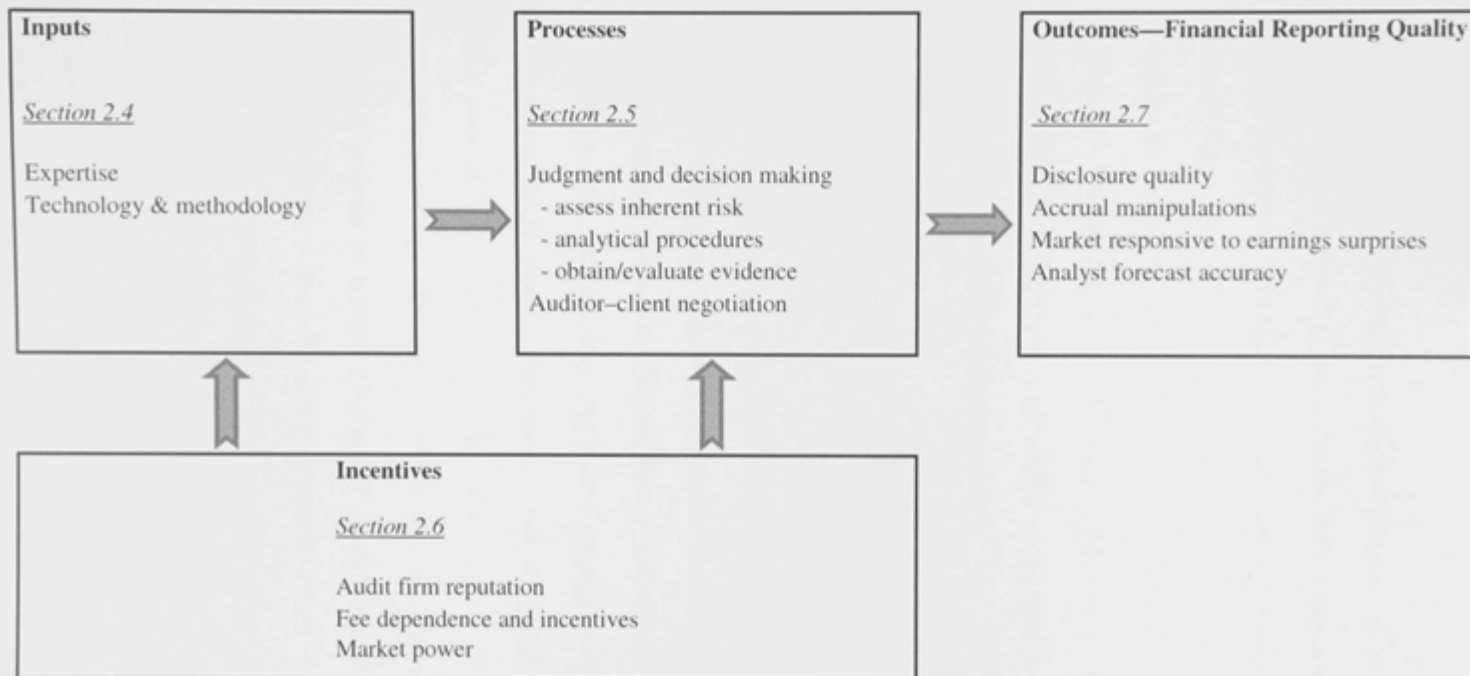 Inputs
Section 2.4
Expertise
Technology & methodology
Processes
Section 2.5
Judgment and decision making
- assess inherent risk
- analytical procedures
- obtain/evaluate evidence
Auditor–client negotiation
Outcomes—Financial Reporting Quality
Section 2.7
Disclosure quality
Accrual manipulations
Market responsive to earnings surprises
Analyst forecast accuracy
Incentives
Section 2.6
Audit firm reputation
Fee dependence and incentives
Market power